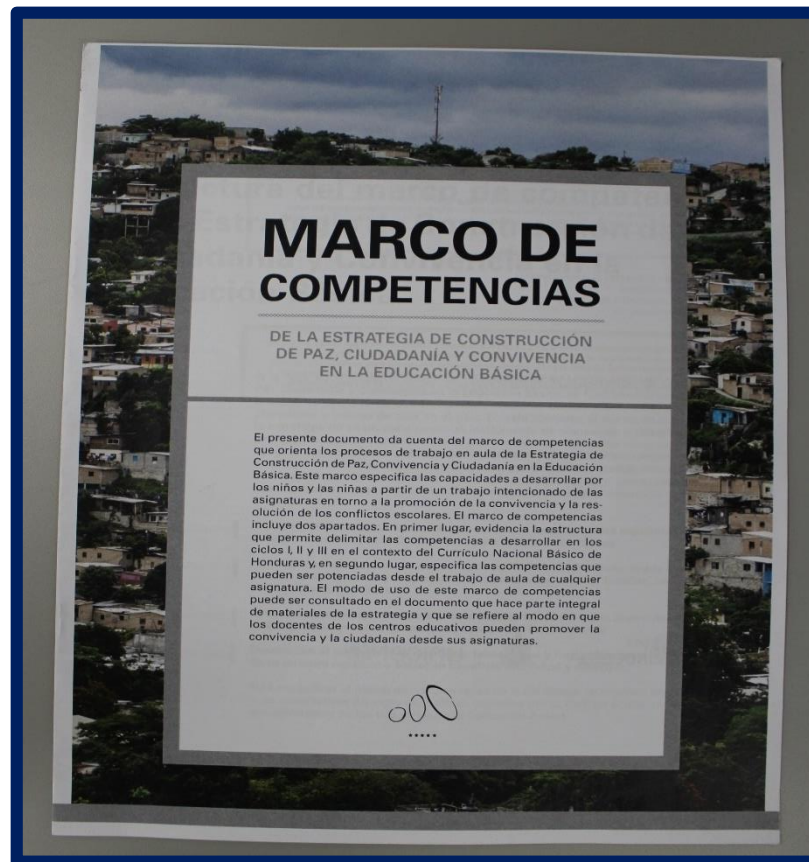 MARCO DE
COMPETENCIAS
DE LA ESTRATEGIA DE CONSTRUCCIÓN
DE PAZ, CIUDADANÍA Y CONVIVENCIA
EN LA EDUCACIÓN BÁSICA
El presente documento da cuenta del marco de competencias
que orienta los procesos de trabajo en aula de la Estrategia de
Construcción de Paz, Convivencia y Ciudadanía en la Educación
Básica. Este marco especifica las capacidades a desarrollar por
los niños y las niñas a partir de un trabajo intencionado de las
asignaturas en torno a la promoción de la convivencia y la res-
olución de los conflictos escolares. El marco de competencias
incluye dos apartados. En primer lugar, evidencia la estructura
que permite delimitar las competencias a desarrollar en los
ciclos I, II y III en el contexto del Currículo Nacional Básico de
Honduras y, en segundo lugar, especifica las competencias que
pueden ser potenciadas desde el trabajo de aula de cualquier
asignatura. El modo de uso de este marco de competencias
puede ser consultado en el documento que hace parte integral
de materiales de la estrategia y que se refiere al modo en que
los docentes de los centros educativos pueden promover la
convivencia y la ciudadanía desde sus asignaturas.